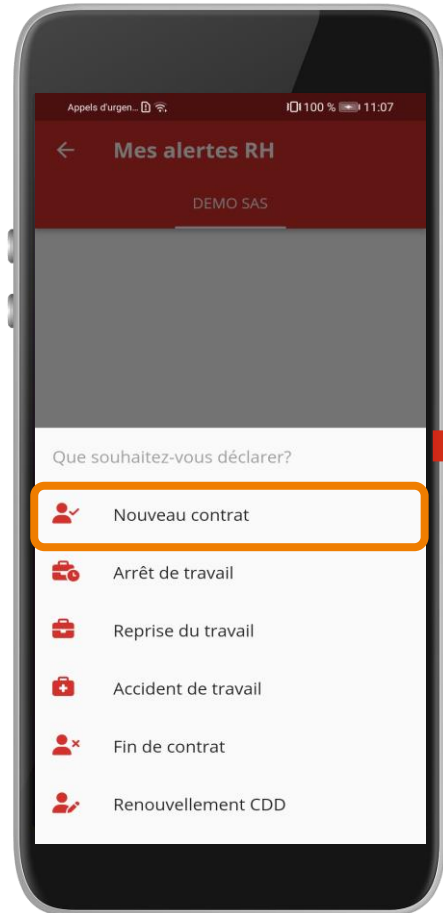 Appels d'urgen... 100 % 11:07
Mes alertes RH
DEMO SAS
Que souhaitez-vous déclarer?
Nouveau contrat
Arrêt de travail
Reprise du travail
Accident de travail
Fin de contrat
Renouvellement CDD